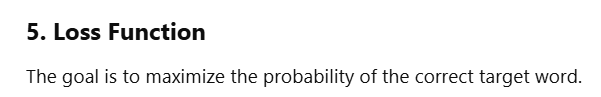 5. Loss Function
The goal is to maximize the probability of the correct target word.